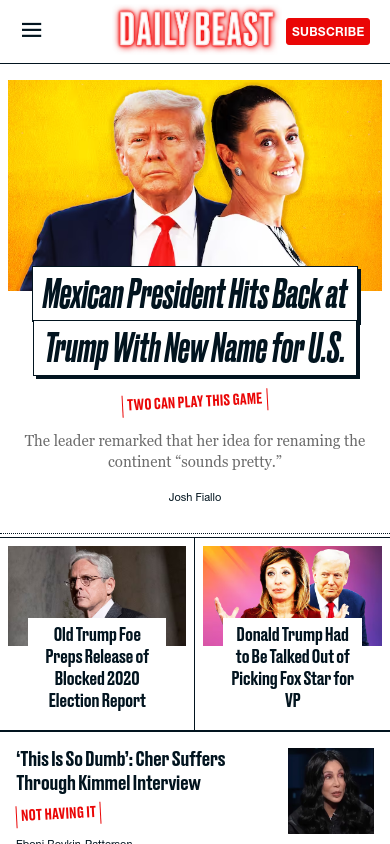 DAILY BEAST
SUBSCRIBE
Mexican President Hits Back at
Trump With New Name for U.S.
TWO CAN PLAY THIS GAME
The leader remarked that her idea for renaming the
continent “sounds pretty.”
Josh Fiallo
Old Trump Foe
Preps Release of
Blocked 2020
Election Report
Donald Trump Had
to Be Talked Out of
Picking Fox Star for
VP
‘This Is So Dumb’: Cher Suffers
Through Kimmel Interview
NOT HAVING IT
Eboni Boykin-Patterson